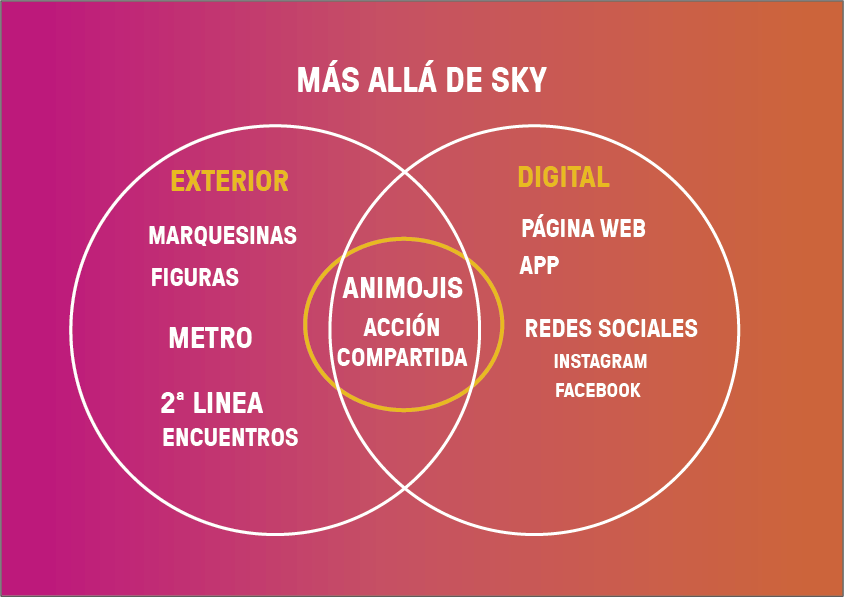 MÁS ALLÁ DE SKY
EXTERIOR
MARQUESINAS
FIGURAS
METRO
2ª LINEA
ENCUENTROS
ANIMOJIS
ACCIÓN
COMPARTIDA
DIGITAL
PÁGINA WEB
APP
REDES SOCIALES
INSTAGRAM
FACEBOOK